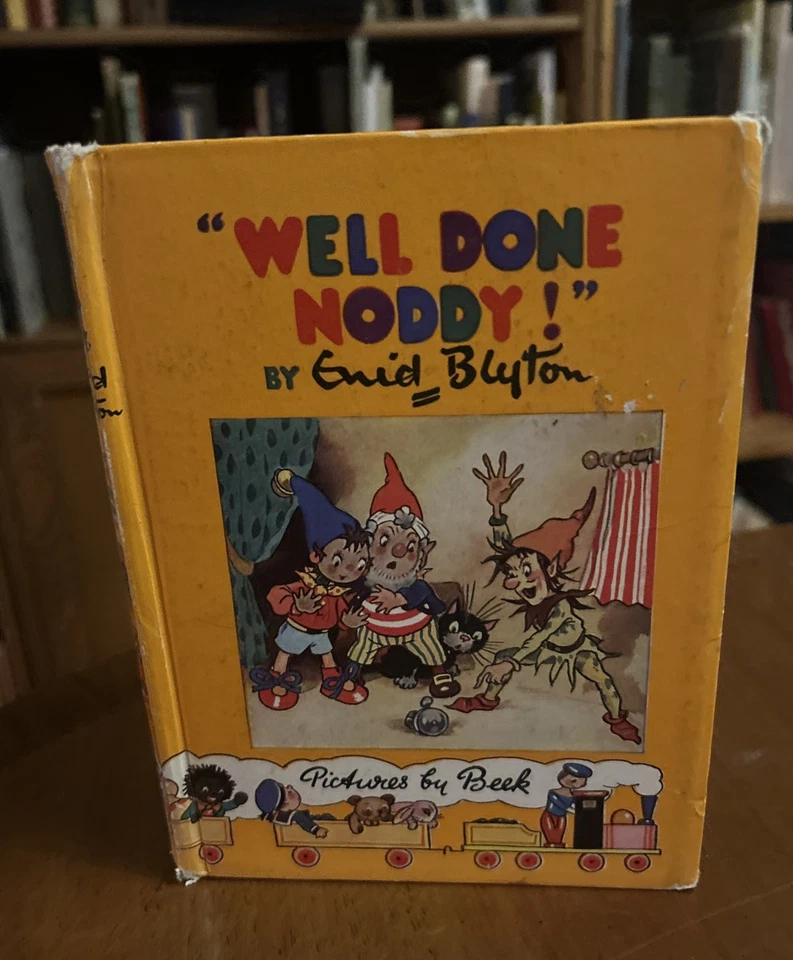 "WELL DONE
NODDY!"
BY Enid Blyton
Pictures by Beek